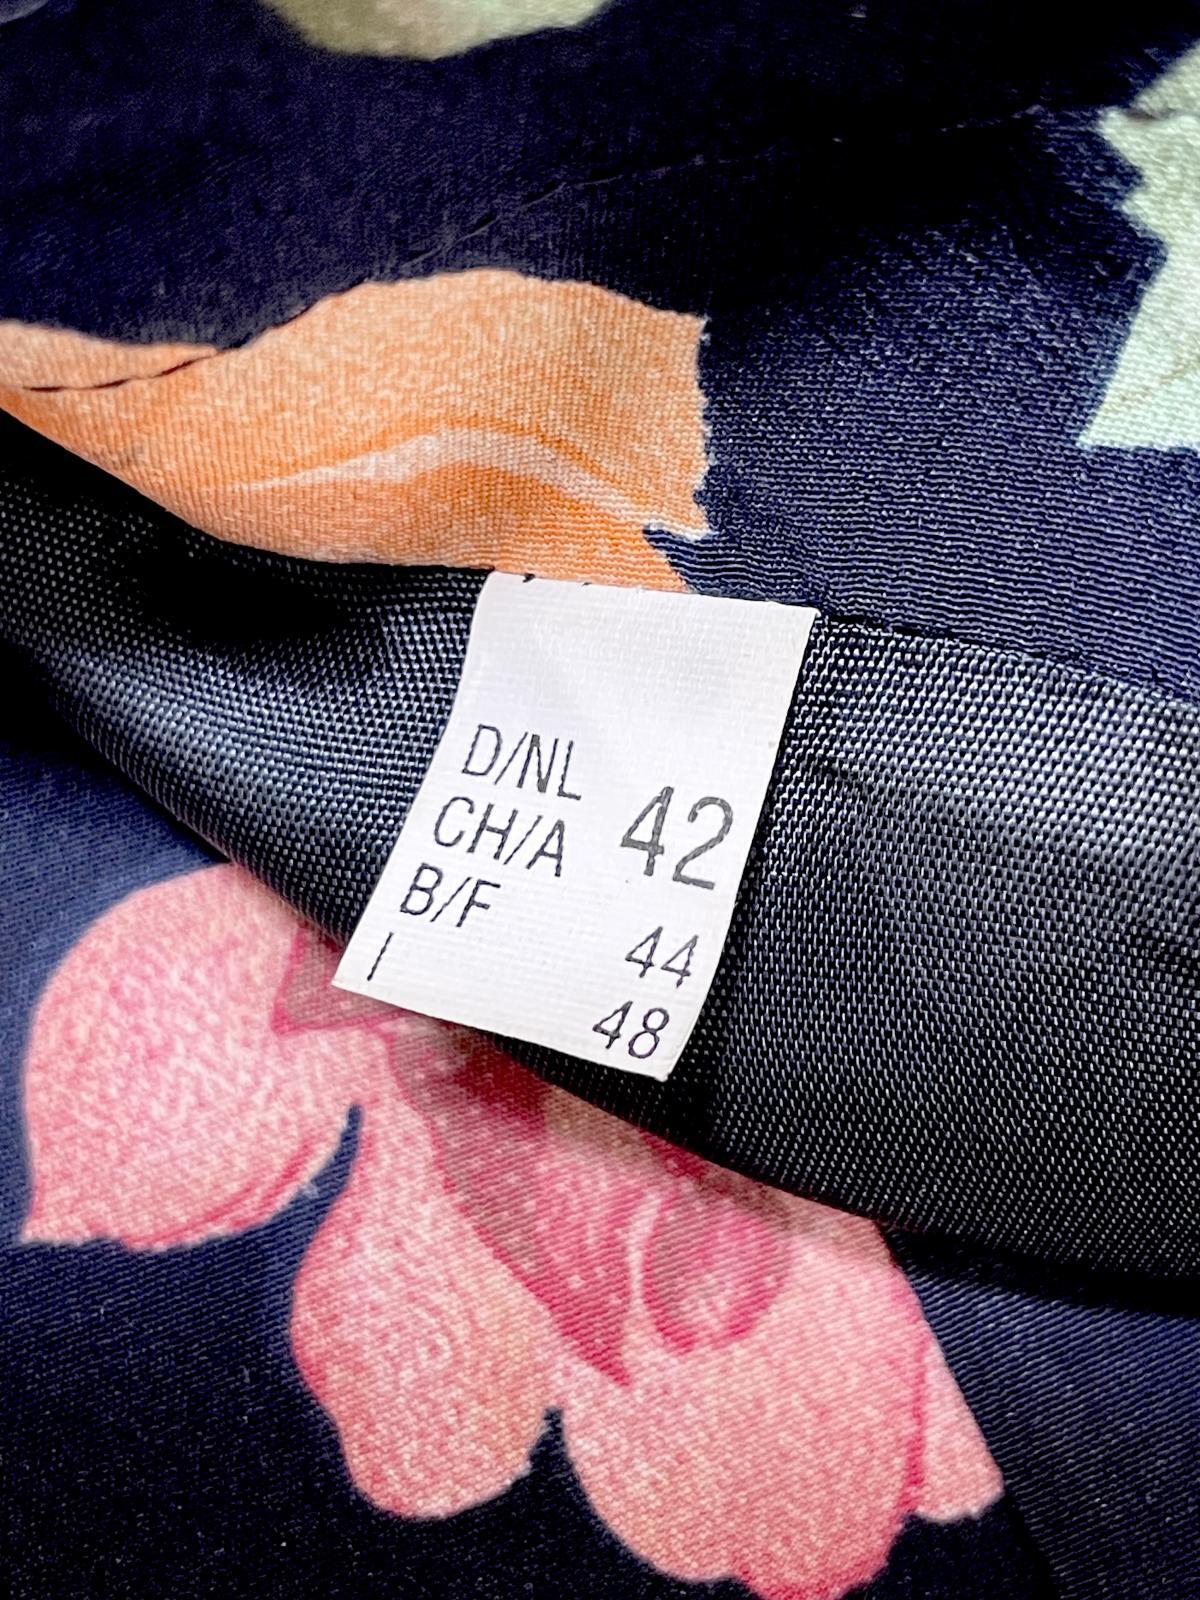 D/NL
CH/A 42
B/F 44
I 48